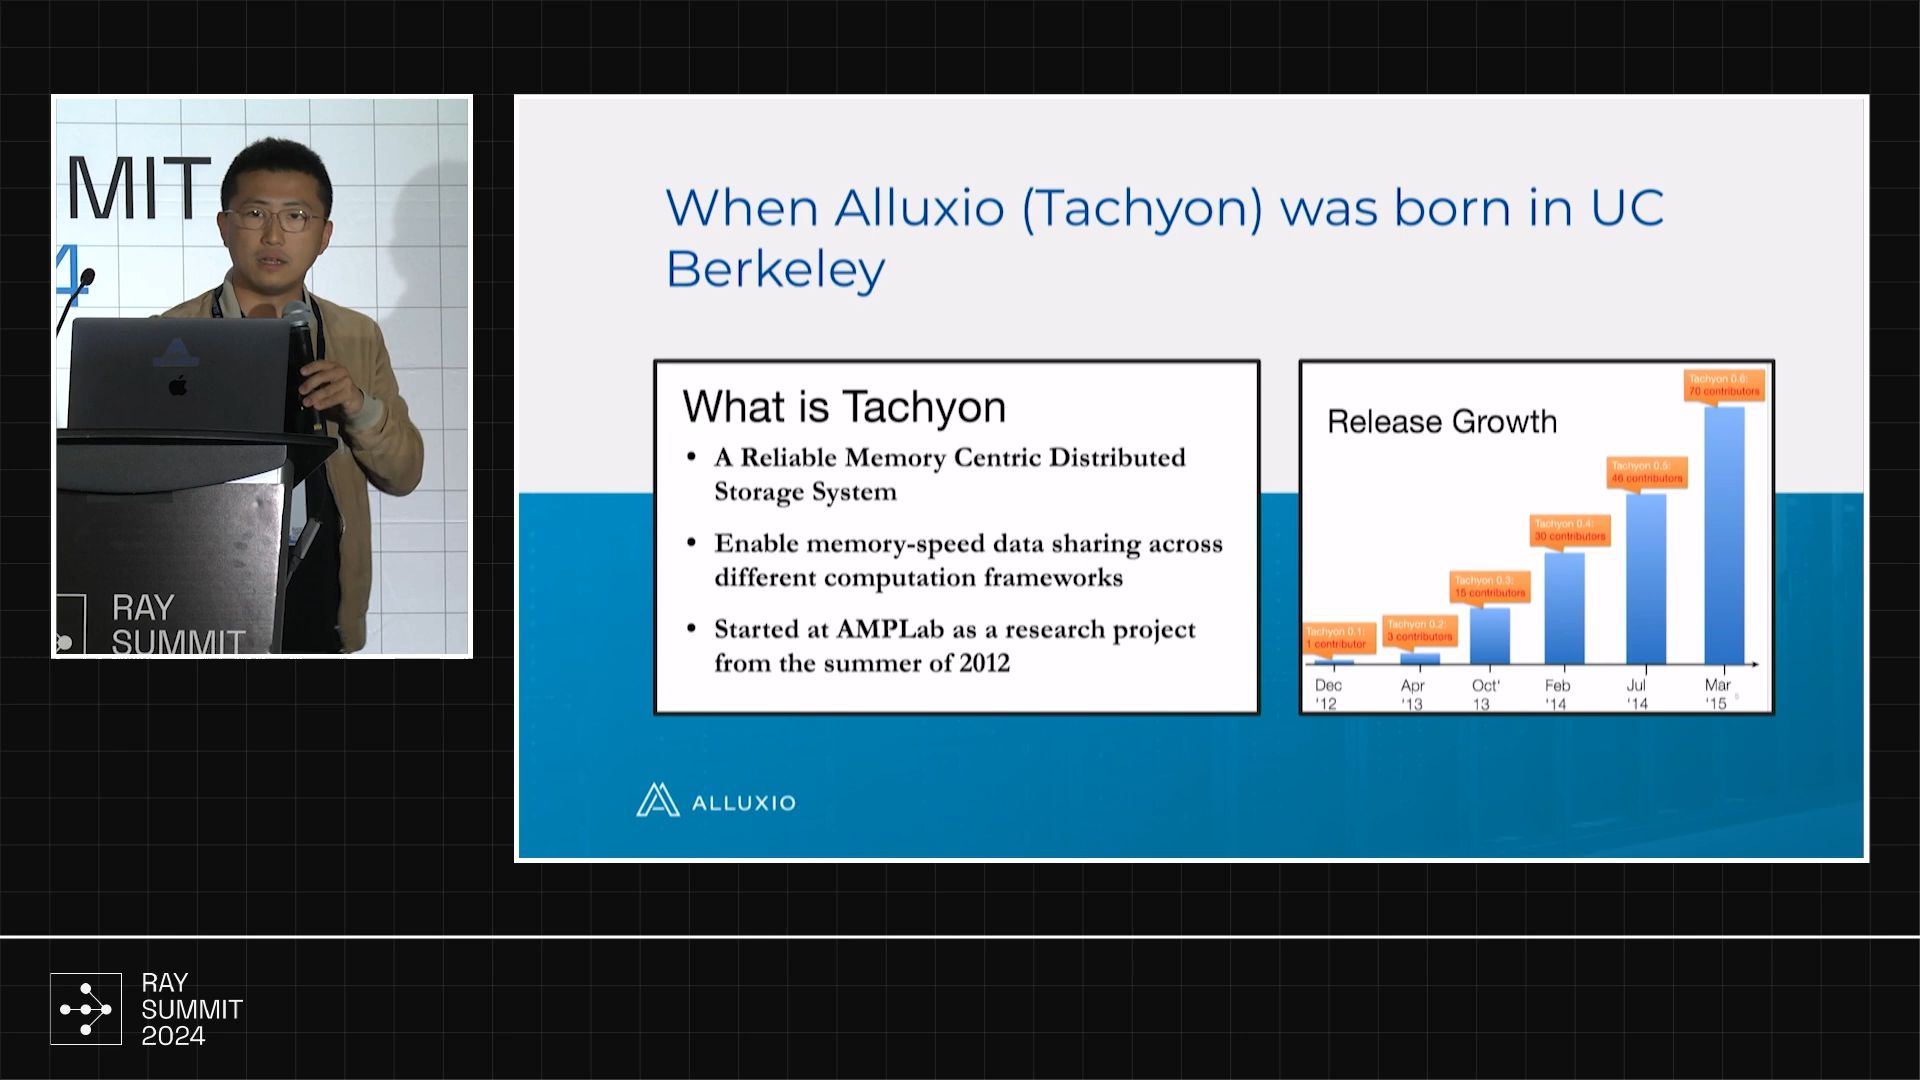 MIT
4
RAY
SUMMIT
When Alluxio (Tachyon) was born in UC
Berkeley
What is Tachyon
• A Reliable Memory Centric Distributed
Storage System
• Enable memory-speed data sharing across
different computation frameworks
• Started at AMPLab as a research project
from the summer of 2012
Release Growth
Tachyon 0.1:
1 contributor
Tachyon 0.2:
3 contributors
Tachyon 0.3:
15 contributors
Tachyon 0.4:
30 contributors
Tachyon 0.5:
46 contributors
Tachyon 0.6:
70 contributors
Dec
'12
Apr
'13
Oct'
13
Feb
'14
Jul
'14
Mar
'15
5
ALLUXIO
RAY
SUMMIT
2024